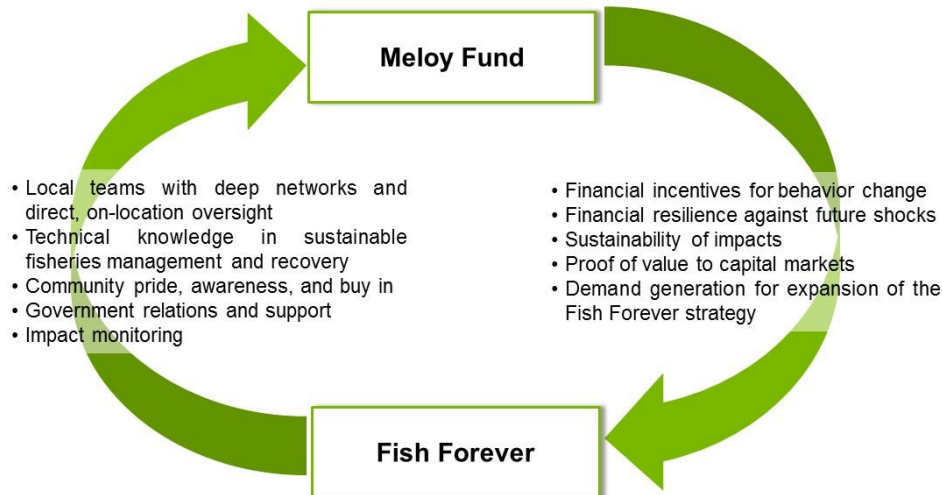 Meloy Fund
• Local teams with deep networks and
direct, on-location oversight
• Technical knowledge in sustainable
fisheries management and recovery
• Community pride, awareness, and buy in
• Government relations and support
• Impact monitoring
• Financial incentives for behavior change
• Financial resilience against future shocks
• Sustainability of impacts
• Proof of value to capital markets
• Demand generation for expansion of the
Fish Forever strategy
Fish Forever